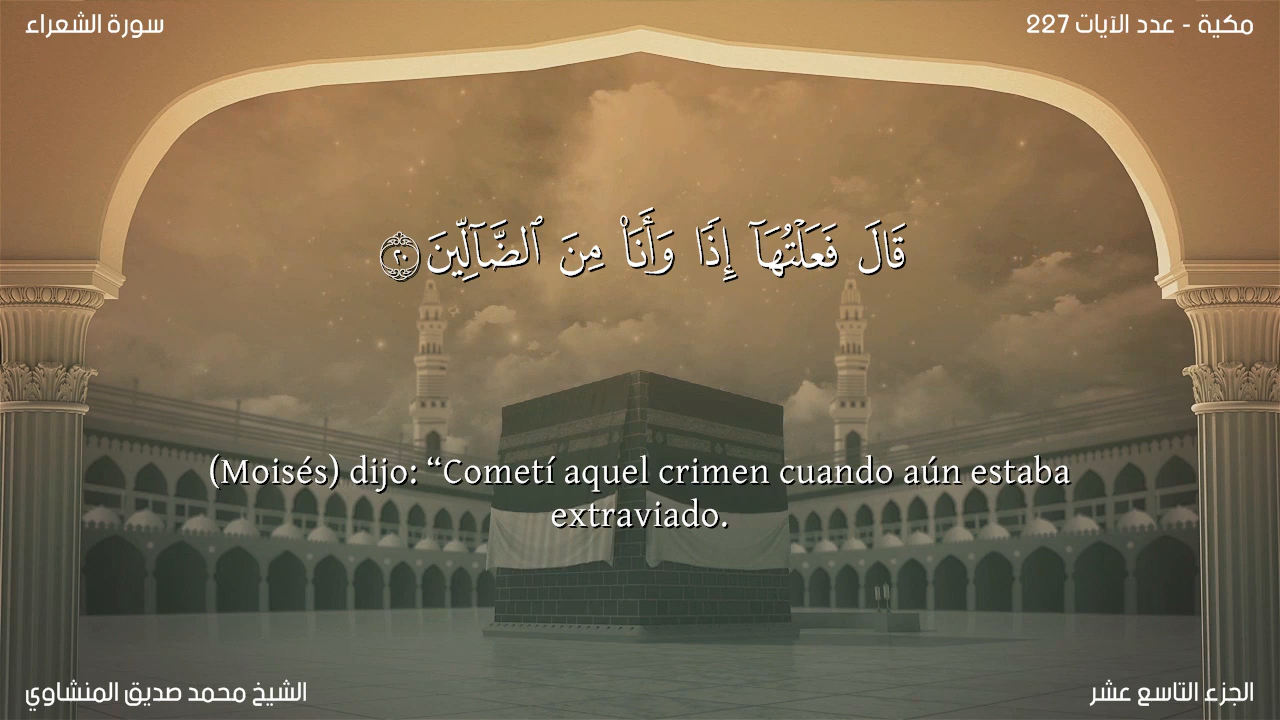 سورة الشعراء
مكية - عدد الآيات 227
قَالَ فَعَلْتُهَآ إِذًا وَأَنَا۠ مِنَ ٱلضَّآلِّينَ ٢٠
(Moisés) dijo: “Cometí aquel crimen cuando aún estaba
extraviado.
الشيخ محمد صديق المنشاوي
الجزء التاسع عشر